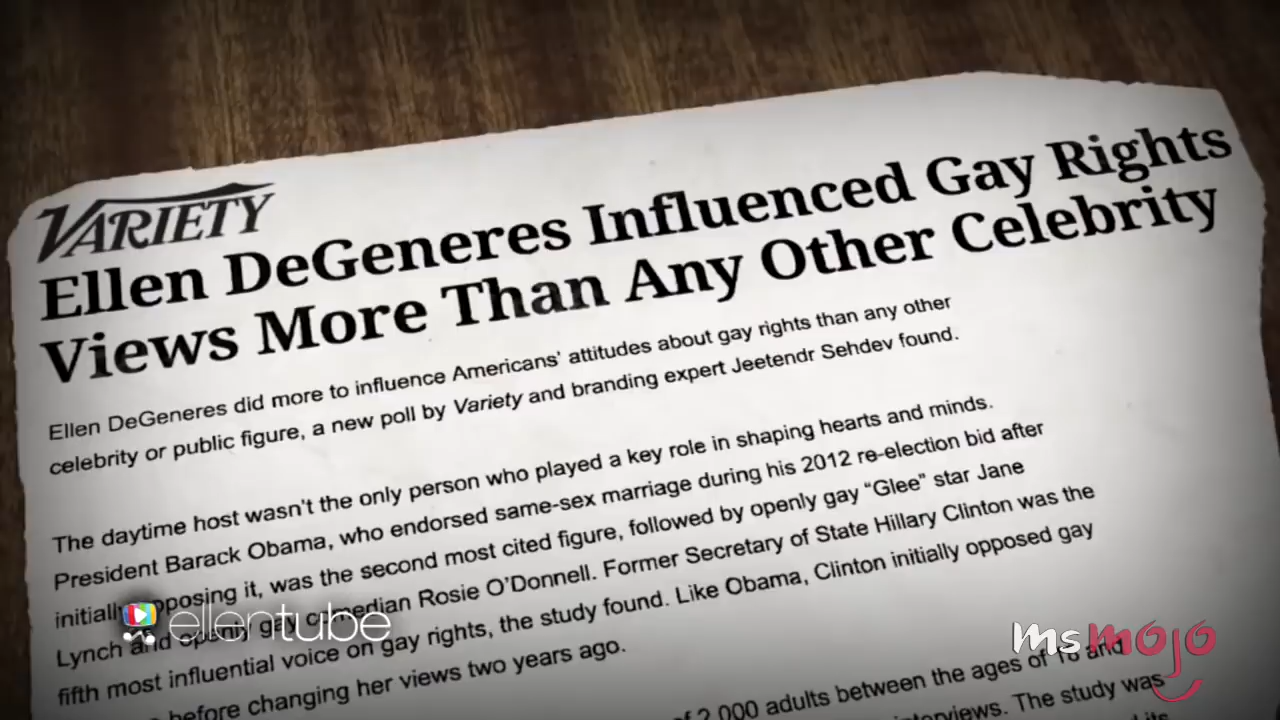 VARIETY
Ellen DeGeneres Influenced Gay Rights
Views More Than Any Other Celebrity
Ellen DeGeneres did more to influence Americans' attitudes about gay rights than any other
celebrity or public figure, a new poll by Variety and branding expert Jeetendr Sehdev found.
The daytime host wasn't the only person who played a key role in shaping hearts and minds.
President Barack Obama, who endorsed same-sex marriage during his 2012 re-election bid after
initially opposing it, was the second most cited figure, followed by openly gay “Glee” star Jane
Lynch and openly gay comedian Rosie O'Donnell. Former Secretary of State Hillary Clinton was the
fifth most influential voice on gay rights, the study found. Like Obama, Clinton initially opposed gay
before changing her views two years ago.
of 2,000 adults between the ages of 16 and
interviews. The study was
ellentube
msmojo